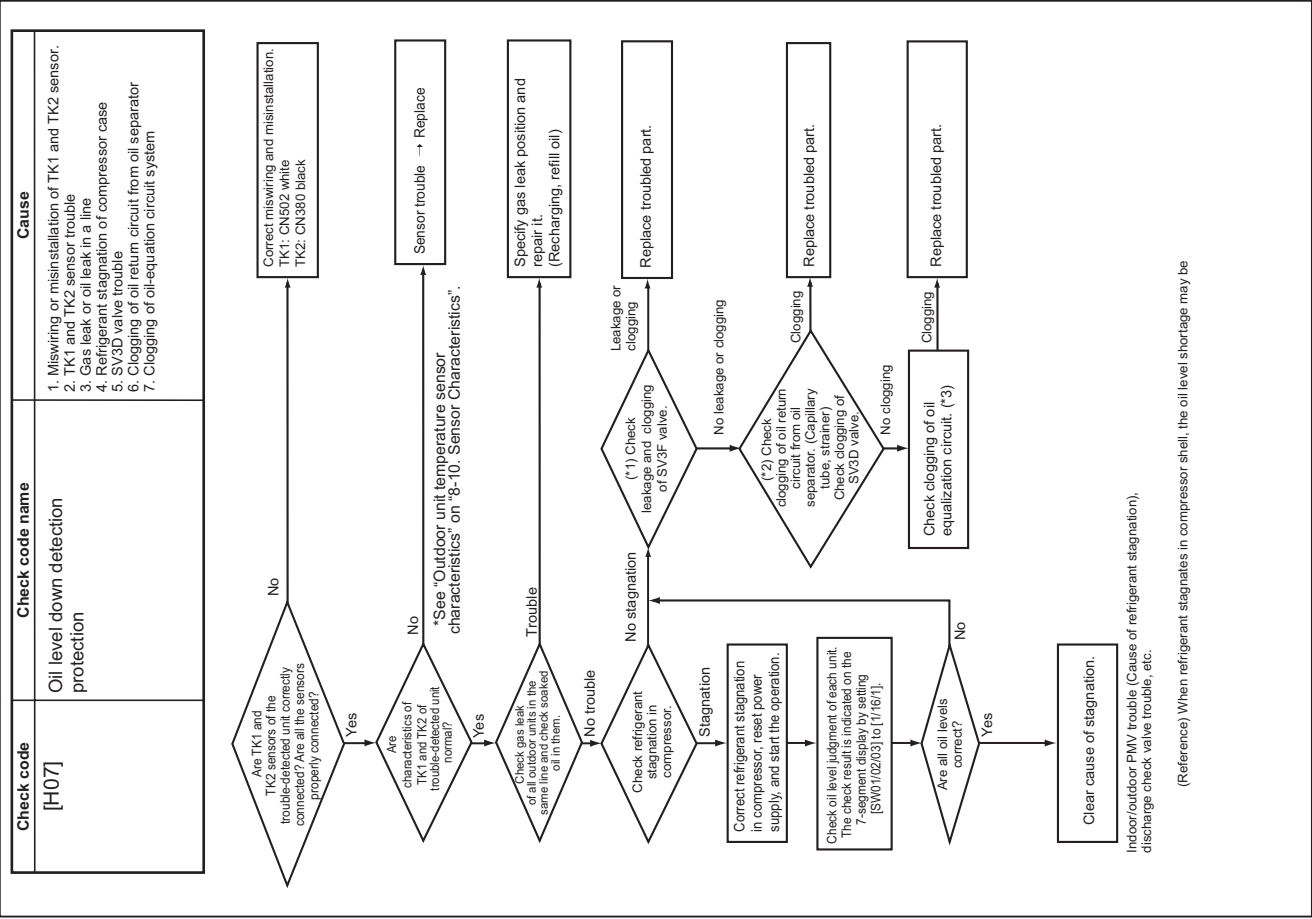 Check code
Check code name
Cause
[H07]
Oil level down detection
protection
1. Miswiring or misinstallation of TK1 and TK2 sensor.
2. TK1 and TK2 sensor trouble
3. Gas leak or oil leak in a line
4. Refrigerant stagnation of compressor case
5. SV3D valve trouble
6. Clogging of oil return circuit from oil separator
7. Clogging of oil-equation circuit system
Are TK1 and
TK2 sensors of the
trouble-detected unit correctly
connected? Are all the sensors
properly connected?
No
Correct miswiring and misinstallation.
TK1: CN502 white
TK2: CN380 black
Yes
Are
characteristics of
TK1 and TK2 of
trouble-detected unit
normal?
No
Sensor trouble → Replace
*See “Outdoor unit temperature sensor
characteristics” on “8-10. Sensor Characteristics”.
Yes
Check gas leak
of all outdoor units in the
same line and check soaked
oil in them.
Trouble
Specify gas leak position and
repair it.
(Recharging, refill oil)
No trouble
Check refrigerant
stagnation in
compressor.
No stagnation
(*1) Check
leakage and clogging
of SV3F valve.
Leakage or
clogging
Replace troubled part.
Stagnation
No leakage or clogging
Correct refrigerant stagnation
in compressor, reset power
supply, and start the operation.
(*2) Check
clogging of oil return
circuit from oil
separator. (Capillary
tube, strainer)
Check clogging of
SV3D valve.
Clogging
Replace troubled part.
Check oil level judgment of each unit.
The check result is indicated on the
7-segment display by setting
[SW01/02/03] to [1/16/1].
No clogging
Are all oil levels
correct?
No
Check clogging of oil
equalization circuit. (*3)
Clogging
Replace troubled part.
Yes
Clear cause of stagnation.
Indoor/outdoor PMV trouble (Cause of refrigerant stagnation),
discharge check valve trouble, etc.
(Reference) When refrigerant stagnates in compressor shell, the oil level shortage may be